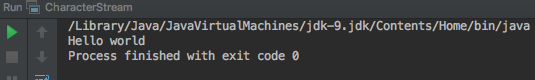 Run CharacterStream
/Library/Java/JavaVirtualMachines/jdk-9.jdk/Contents/Home/bin/java
Hello world
Process finished with exit code 0